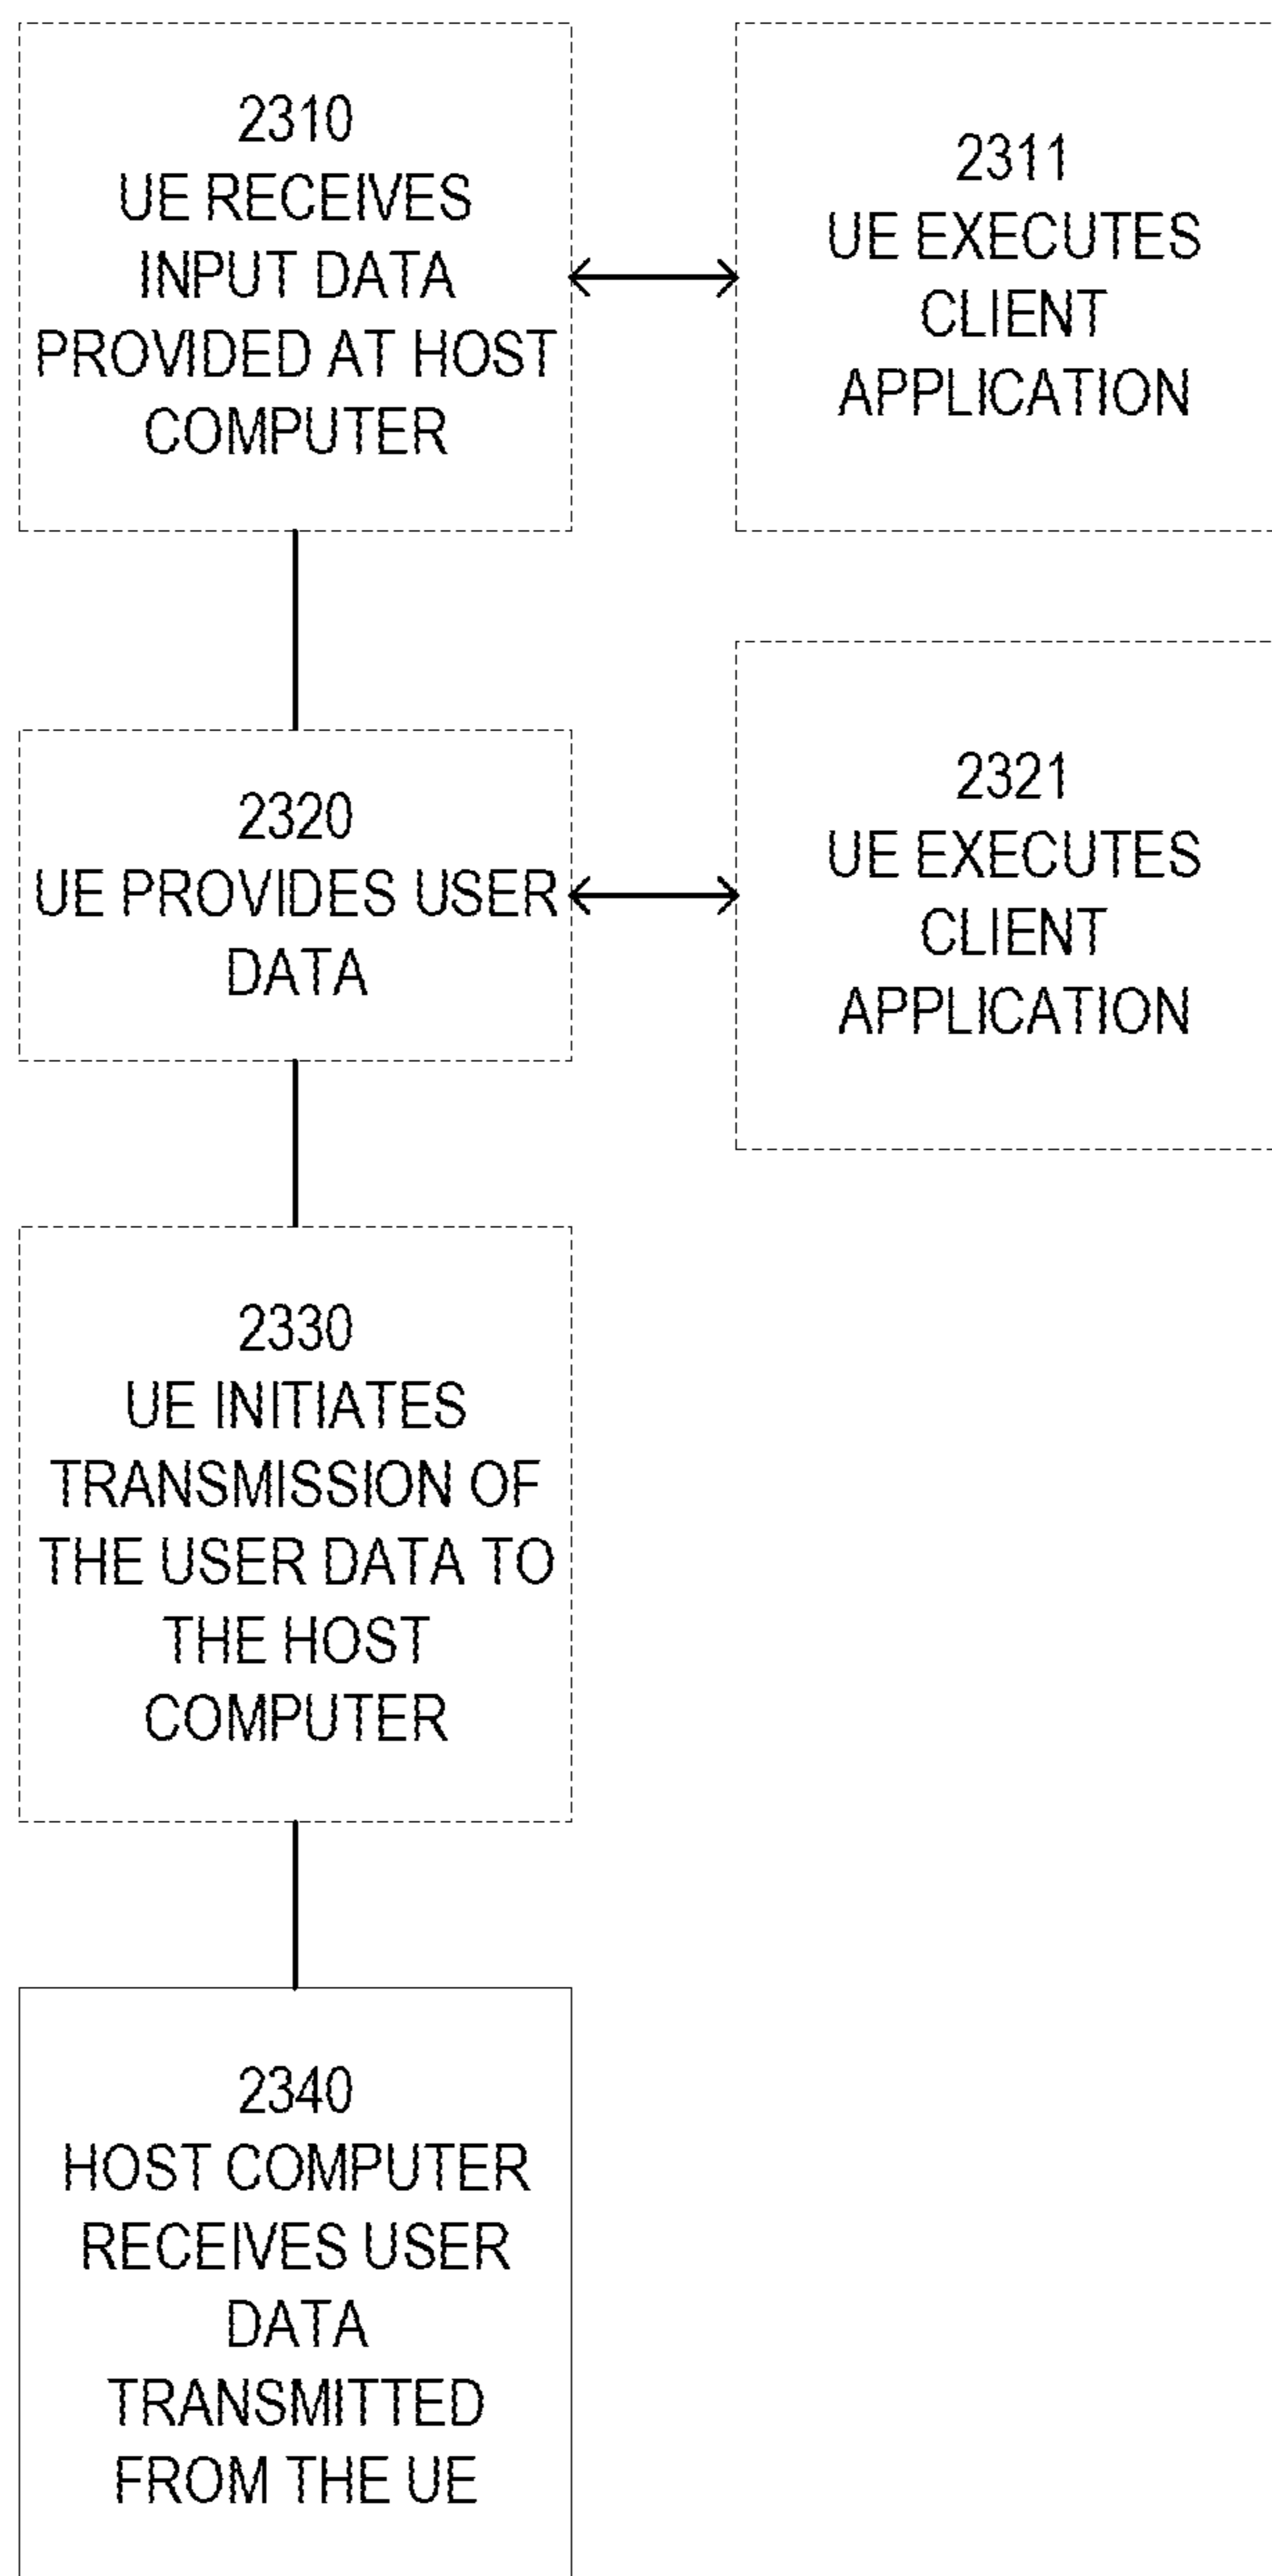 2310
UE RECEIVES
INPUT DATA
PROVIDED AT HOST
COMPUTER
2311
UE EXECUTES
CLIENT
APPLICATION
2320
UE PROVIDES USER
DATA
2321
UE EXECUTES
CLIENT
APPLICATION
2330
UE INITIATES
TRANSMISSION OF
THE USER DATA TO
THE HOST
COMPUTER
2340
HOST COMPUTER
RECEIVES USER
DATA
TRANSMITTED
FROM THE UE